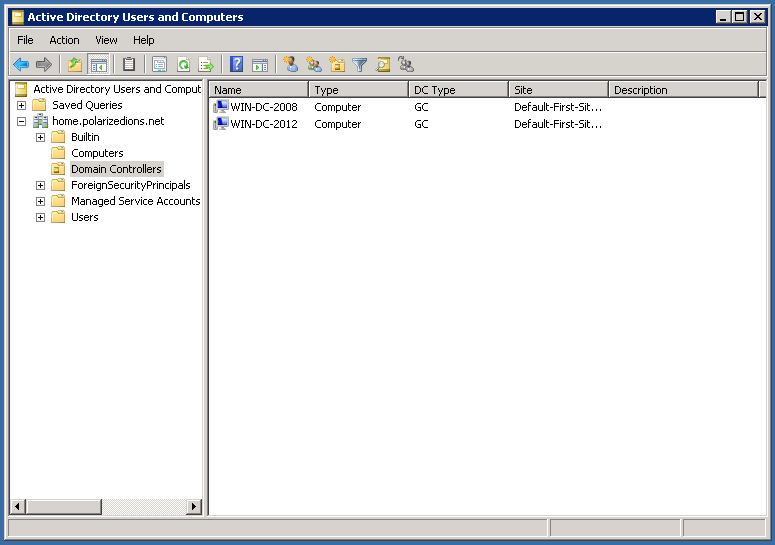 Active Directory Users and Computers
File Action View Help
Active Directory Users and Comput
Saved Queries
home.polarizedions.net
Builtin
Computers
Domain Controllers
ForeignSecurityPrincipals
Managed Service Accounts
Users
Name Type DC Type Site Description
WIN-DC-2008 Computer GC Default-First-Sit...
WIN-DC-2012 Computer GC Default-First-Sit...